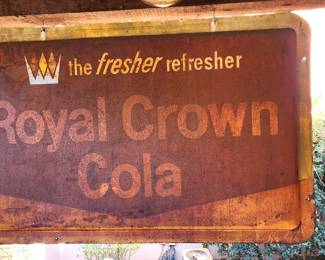 the fresher refresher
Royal Crown
Cola